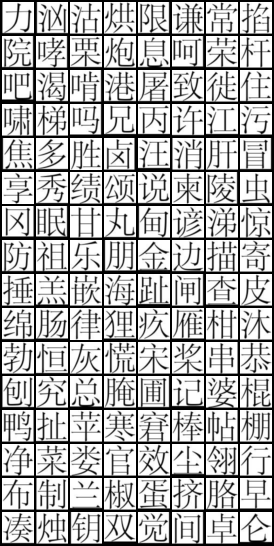 力汹沽烘限谦常掐
院哮栗炮息呵荣杆
吧渴啃港屠致徒住
啸梯吗兄丙许江污
焦多胜卤汪消肝冒
享秀绩颂说柬陵虫
冈眠甘丸甸谚涕惊
防祖乐朋金边描寄
捶羔嵌海趾闸查皮
绵肠律狸疚雁柑沐
勃恒灰慌宋桨串恭
刨究总腌圃记婆棍
鸭扯苹寒窘棒帖棚
净菜娄官效尘翎行
布制兰椒蛋挤胳早
凑烛钥双觉间卓仑